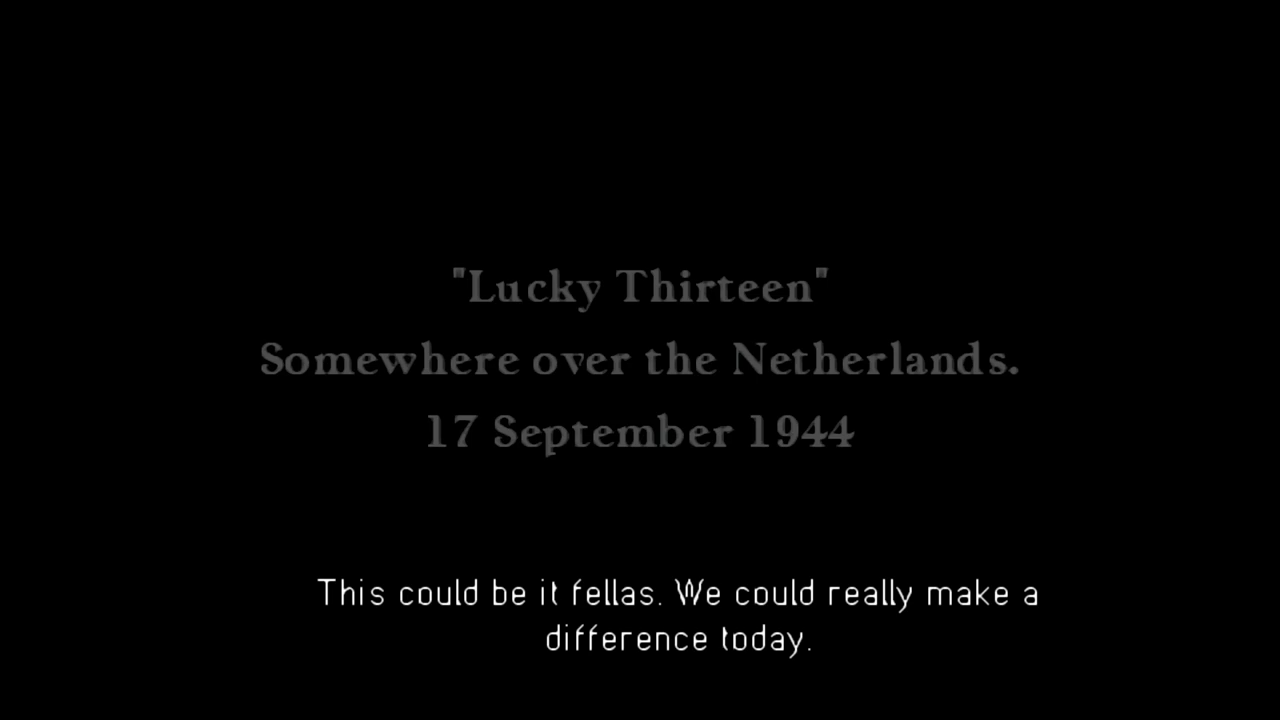 "Lucky Thirteen"
Somewhere over the Netherlands.
17 September 1944
This could be it fellas. We could really make a
difference today.